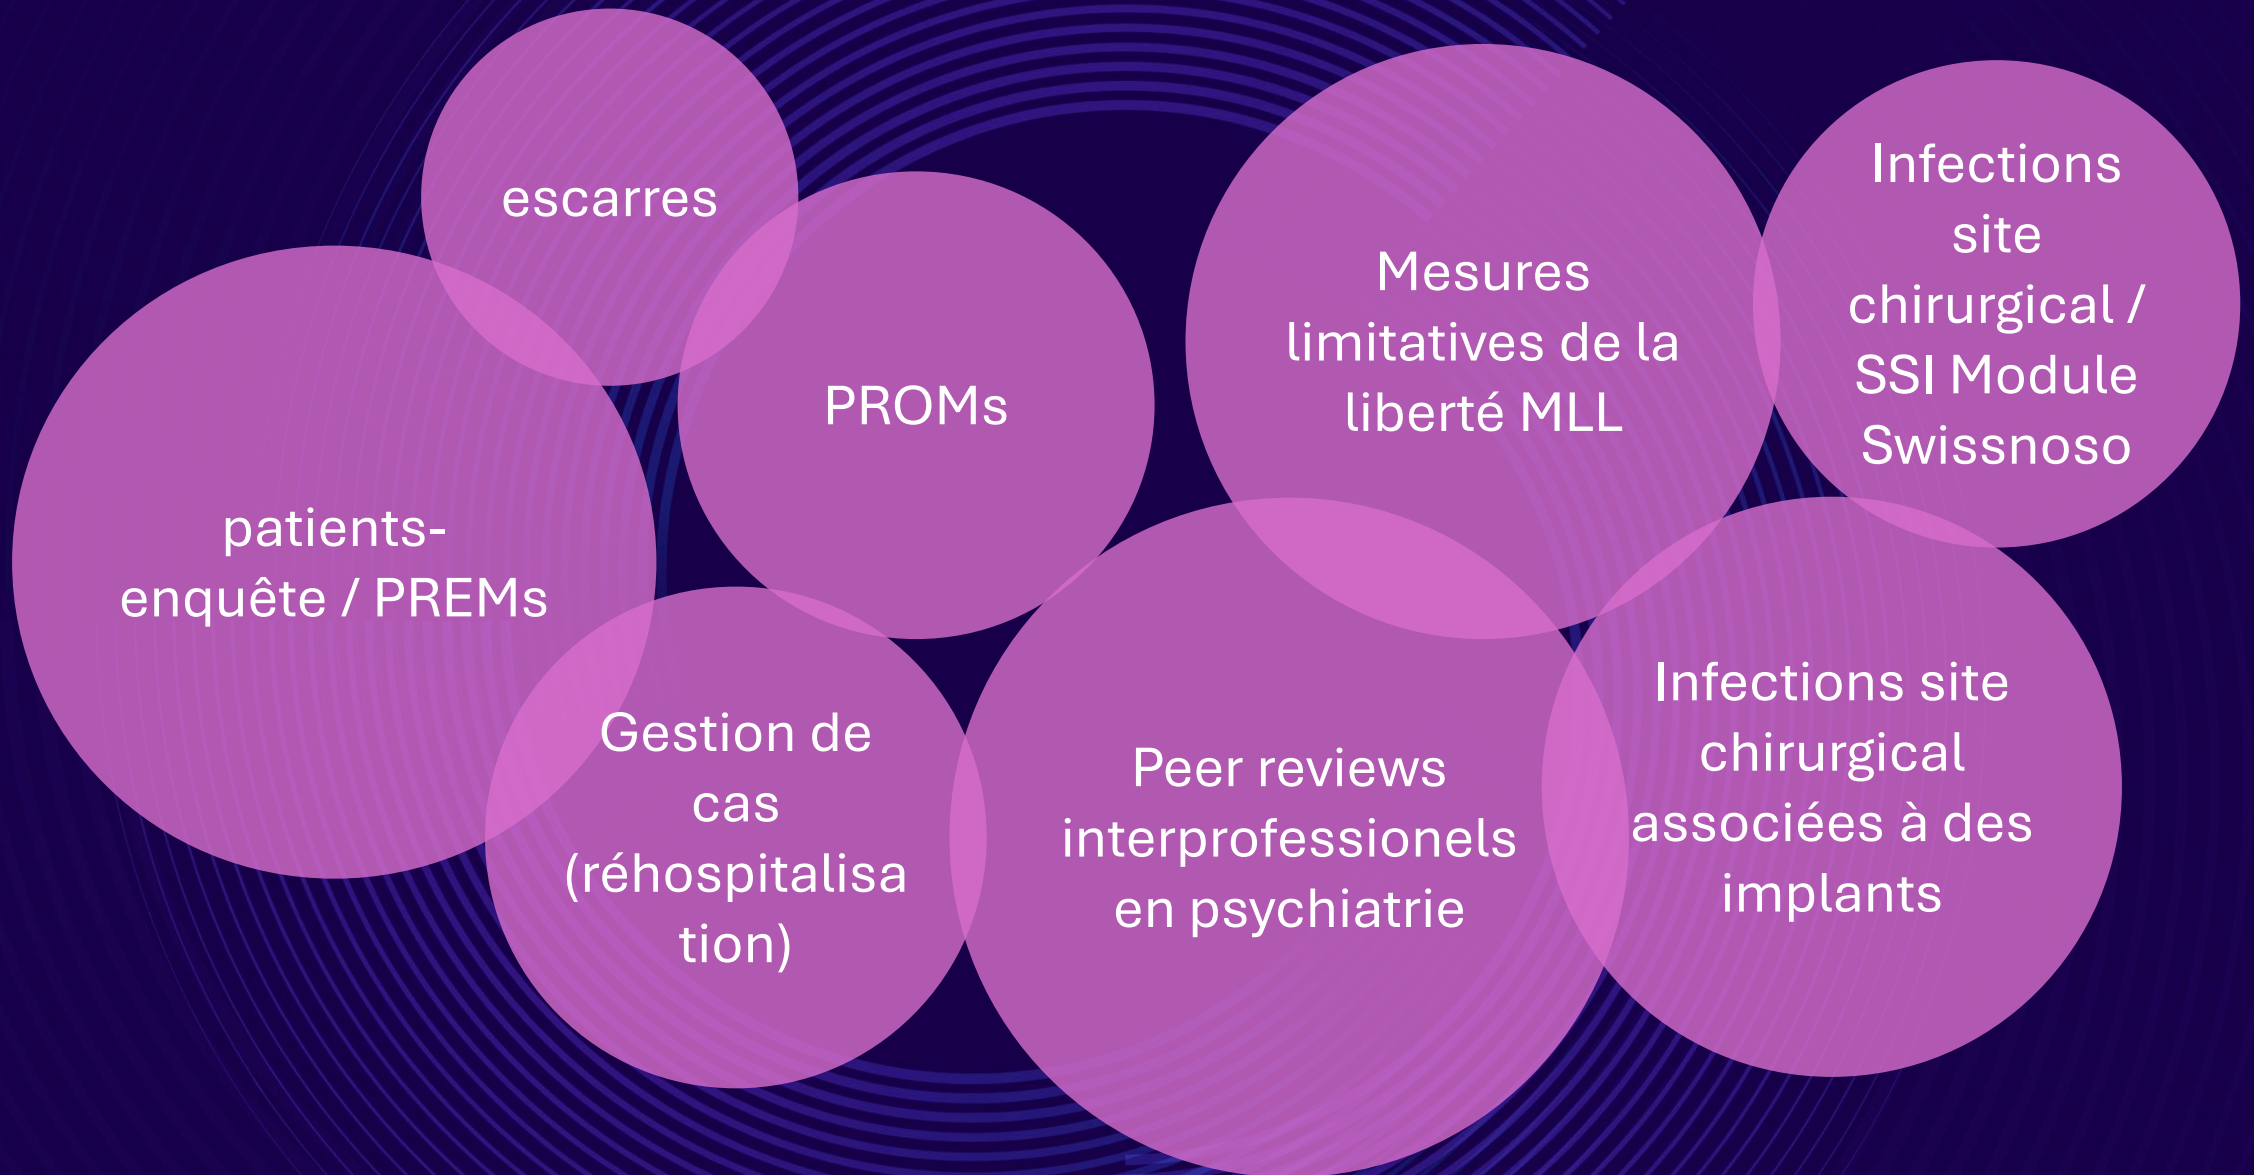 escarres
patients-
enquête / PREMs
PROMs
Gestion de
cas
(réhospitalisa
tion)
Mesures
limitatives de la
liberté MLL
Peer reviews
interprofessionels
en psychiatrie
Infections
site
chirurgical /
SSI Module
Swissnoso
Infections site
chirurgical
associées à des
implants